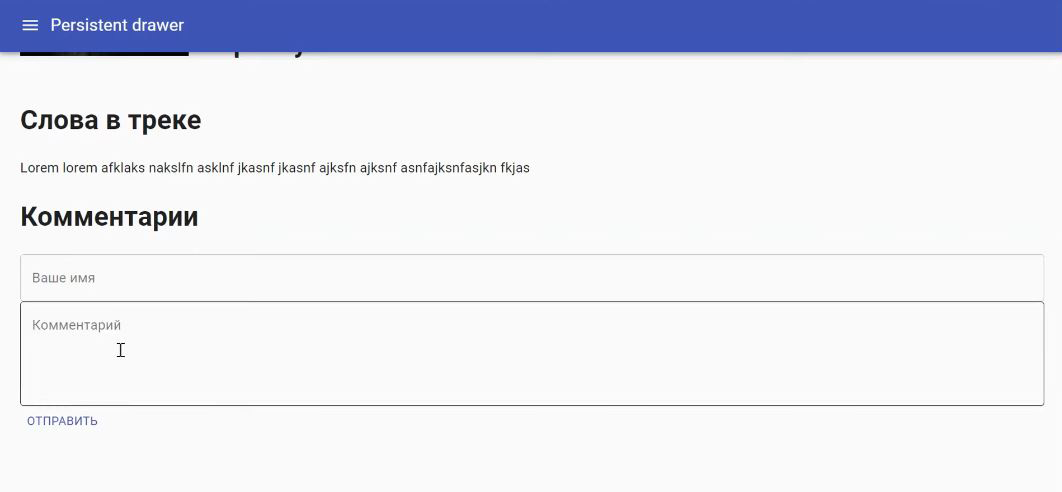 Persistent drawer
Слова в треке
Lorem lorem afklaks nakslfn asklnf jkasnf jkasnf ajksfn ajksnf asnfajksnfasjkn fkjas
Комментарии
Ваше имя
Комментарий
ОТПРАВИТЬ